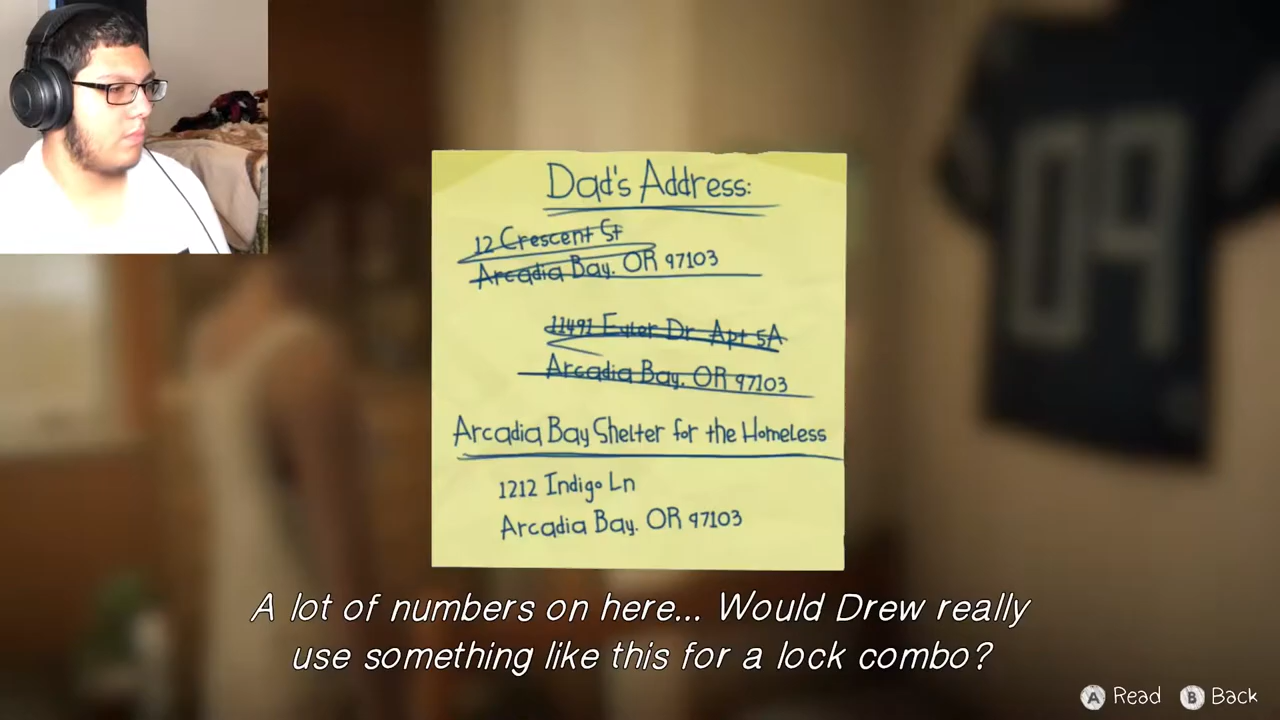 Dad's Address:
12 Crescent St
Arcadia Bay. OR 97103
11491 Dr Apt 5A
Arcadia Bay. OR 97103
Arcadia Bay Shelter for the Homeless
1212 Indigo Ln
Arcadia Bay. OR 97103
09
A lot of numbers on here... Would Drew really
use something like this for a lock combo?
A Read B Back